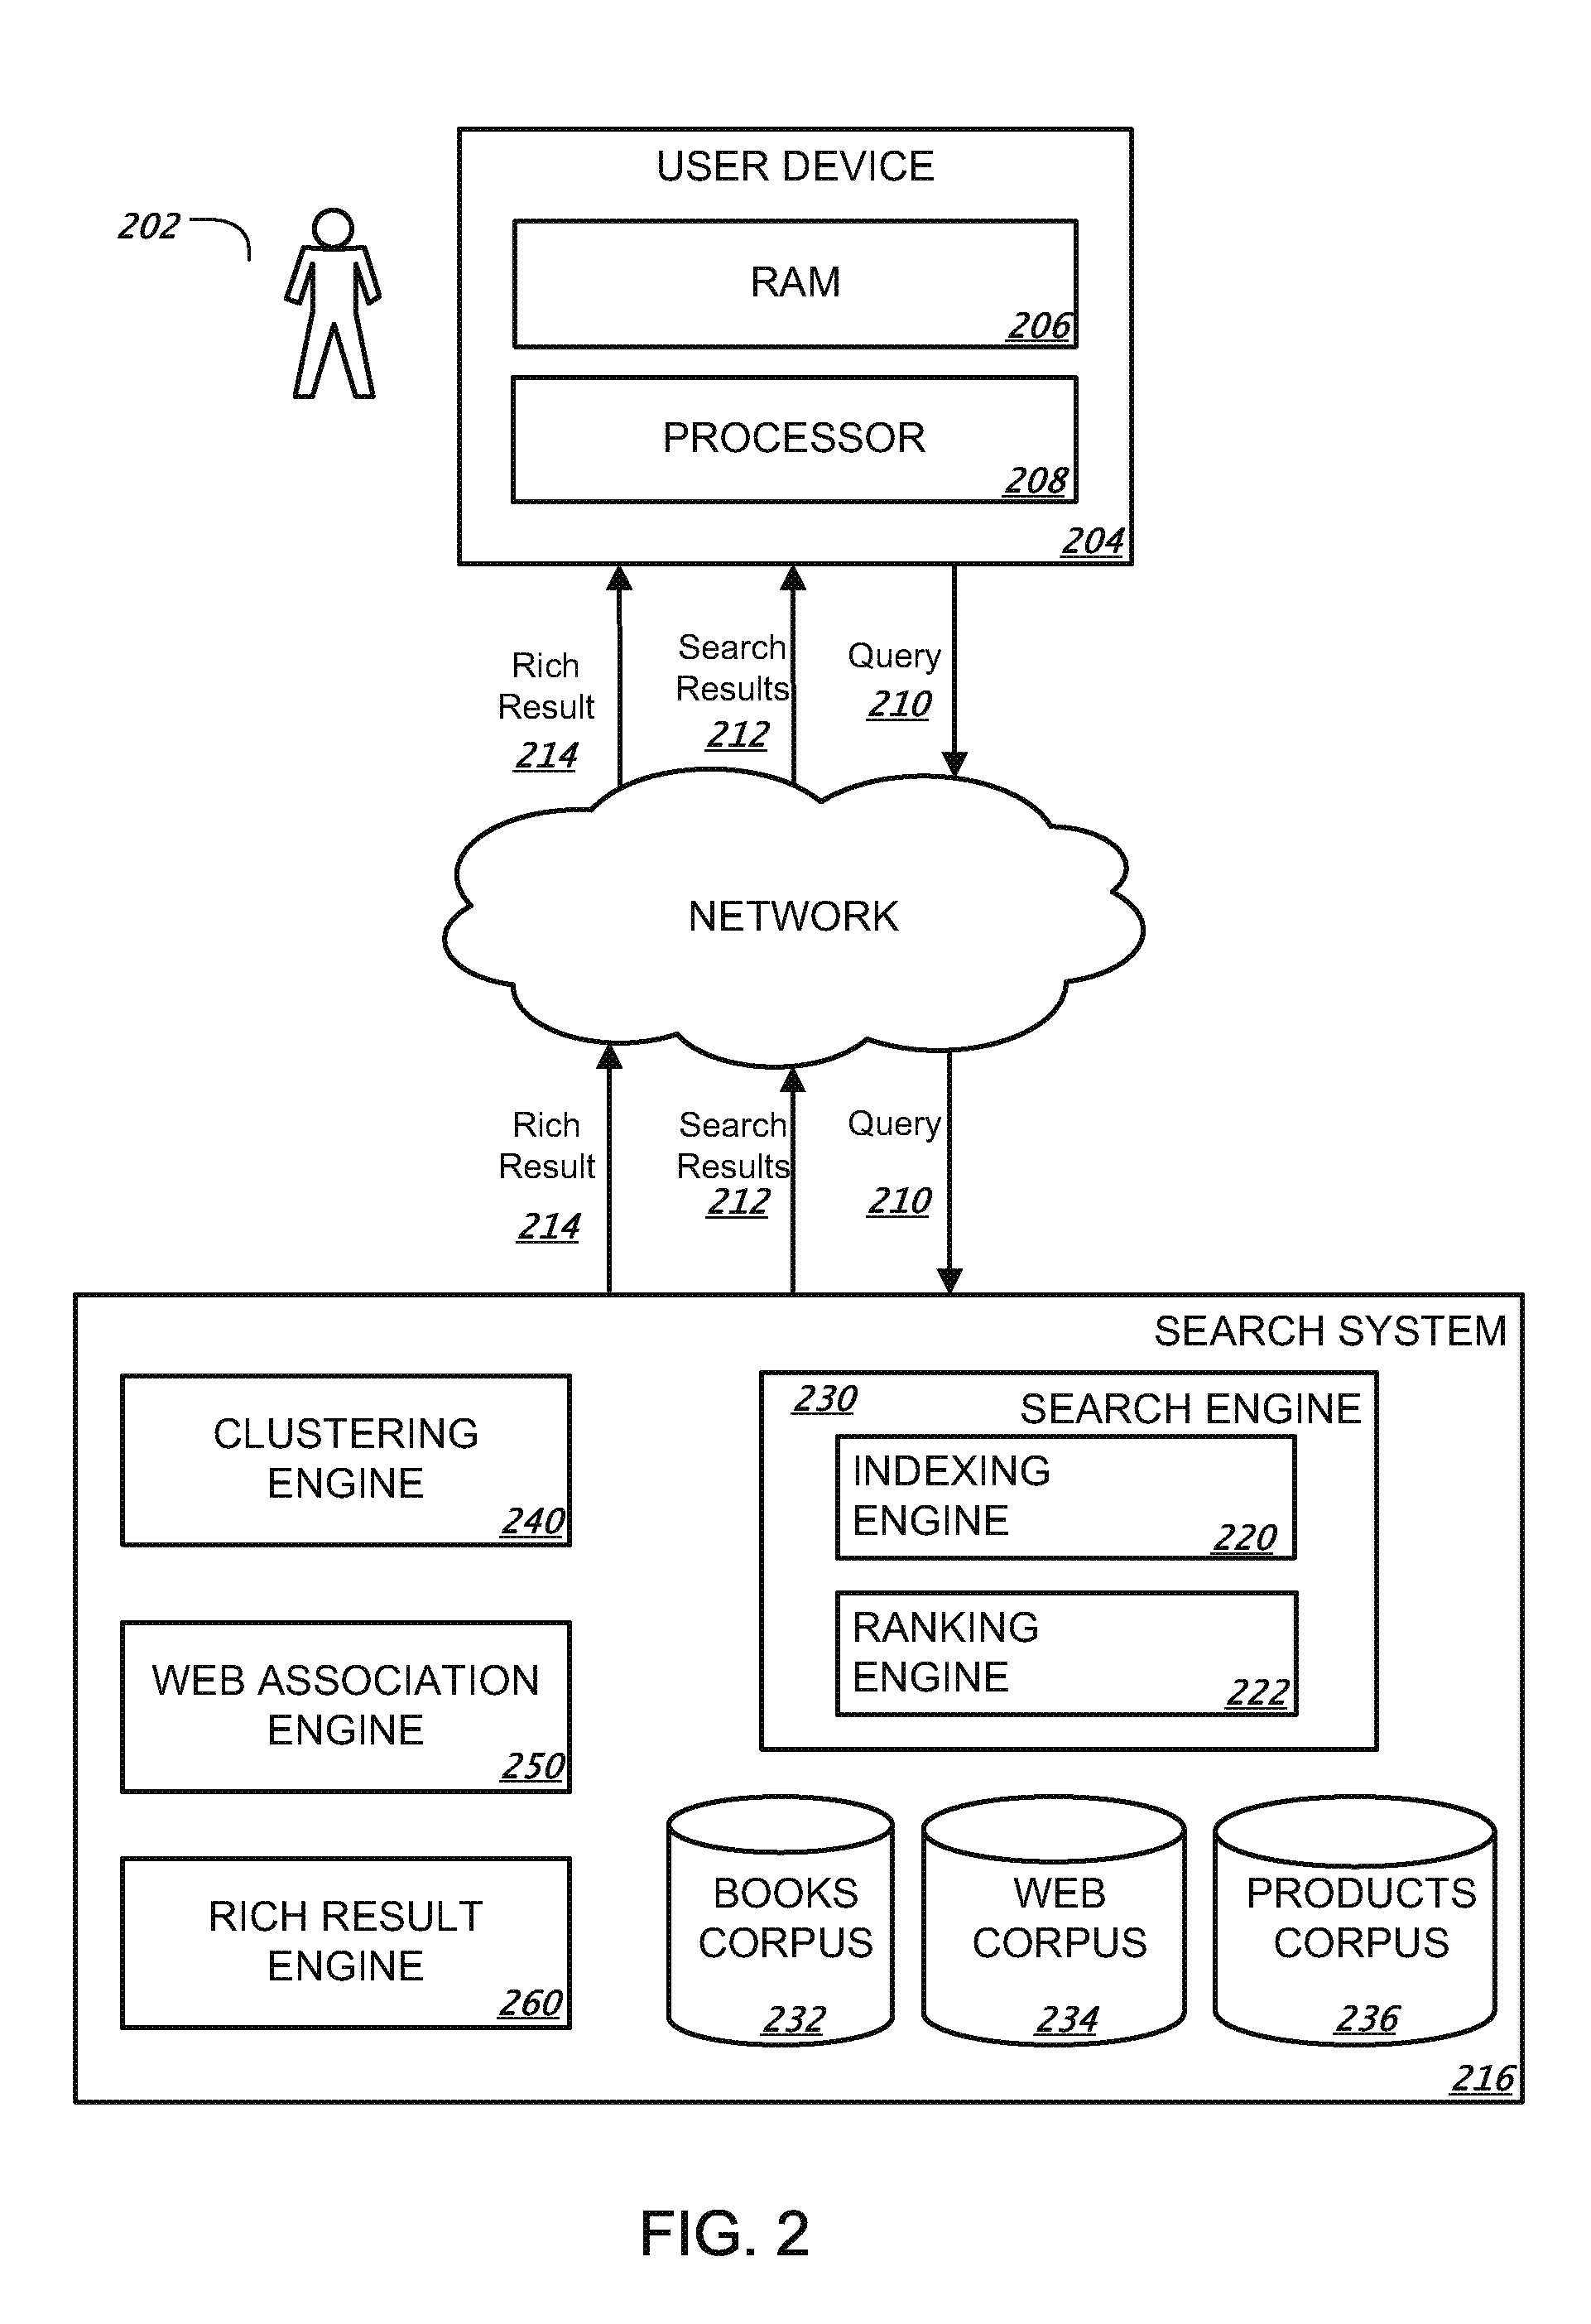 USER DEVICE
202
RAM
206
PROCESSOR
208
204
Rich
Result
214
Search
Results
212
Query
210
NETWORK
Rich
Result
214
Search
Results
212
Query
210
SEARCH SYSTEM
CLUSTERING
ENGINE
240
WEB ASSOCIATION
ENGINE
250
RICH RESULT
ENGINE
260
230
SEARCH ENGINE
INDEXING
ENGINE
220
RANKING
ENGINE
222
BOOKS
CORPUS
232
WEB
CORPUS
234
PRODUCTS
CORPUS
236
216
FIG. 2